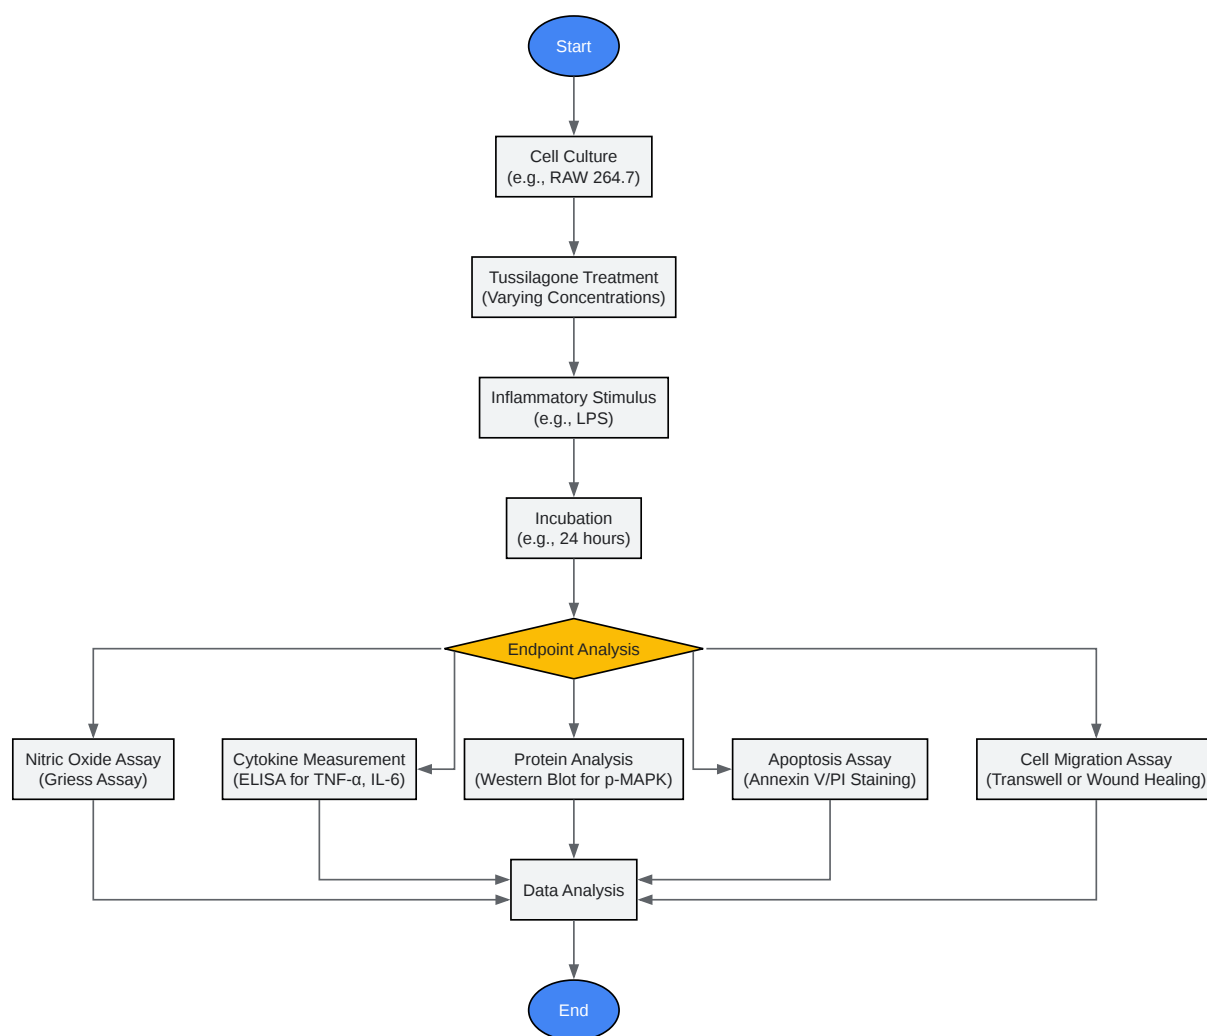 Start
Cell Culture
(e.g., RAW 264.7)
Tussilagone Treatment
(Varying Concentrations)
Inflammatory Stimulus
(e.g., LPS)
Incubation
(e.g., 24 hours)
Endpoint Analysis
Nitric Oxide Assay
(Griess Assay)
Cytokine Measurement
(ELISA for TNF-α, IL-6)
Protein Analysis
(Western Blot for p-MAPK)
Apoptosis Assay
(Annexin V/PI Staining)
Cell Migration Assay
(Transwell or Wound Healing)
Data Analysis
End